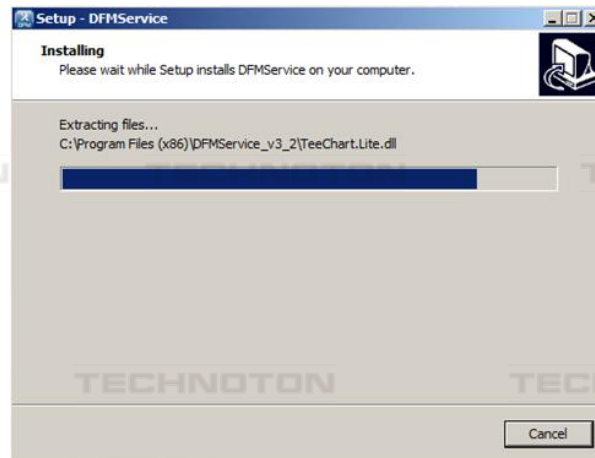 Setup - DFMService
Installing
Please wait while Setup installs DFMService on your computer.
Extracting files...
C:\Program Files (x86)\DFMService_v3_2\TeeChart.Lite.dll
TECHNOTON
TECHNOTON
Cancel